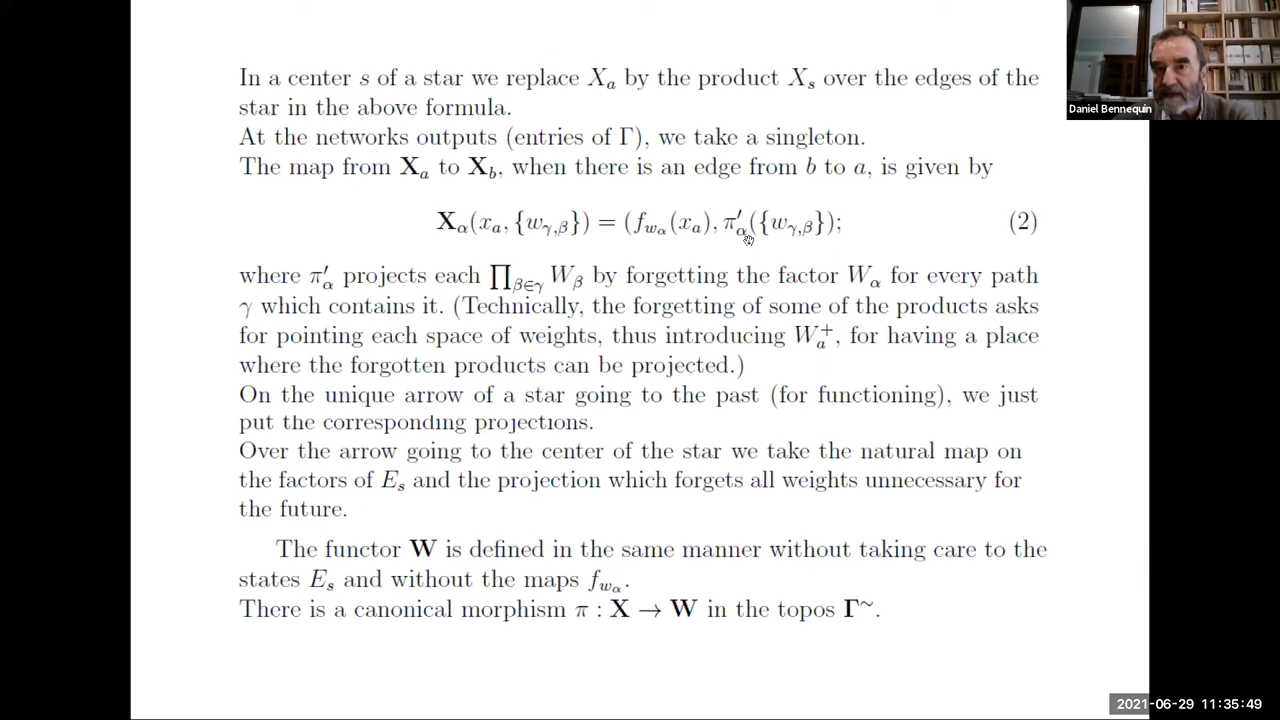 In a center s of a star we replace X_a by the product X_s over the edges of the
star in the above formula.
At the networks outputs (entries of Γ), we take a singleton.
The map from X_a to X_b, when there is an edge from b to a, is given by
X_α(x_a, {w_{γ,β}}) = (f_{w_α}(x_a), π′_α({w_{γ,β}}); (2)
where π′_α projects each ∏_{β∈γ} W_β by forgetting the factor W_α for every path
γ which contains it. (Technically, the forgetting of some of the products asks
for pointing each space of weights, thus introducing W_a^+, for having a place
where the forgotten products can be projected.)
On the unique arrow of a star going to the past (for functioning), we just
put the corresponding projections.
Over the arrow going to the center of the star we take the natural map on
the factors of E_s and the projection which forgets all weights unnecessary for
the future.
The functor W is defined in the same manner without taking care to the
states E_s and without the maps f_{w_α}.
There is a canonical morphism π : X → W in the topos Γ^∼.
Daniel Bennequin
2021-06-29 11:35:49